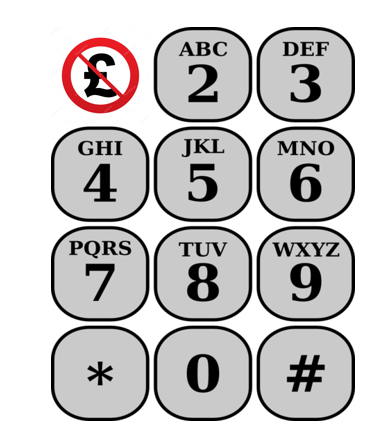 £ ABC DEF
2 3
GHI JKL MNO
4 5 6
PQRS TUV WXYZ
7 8 9
* 0 #